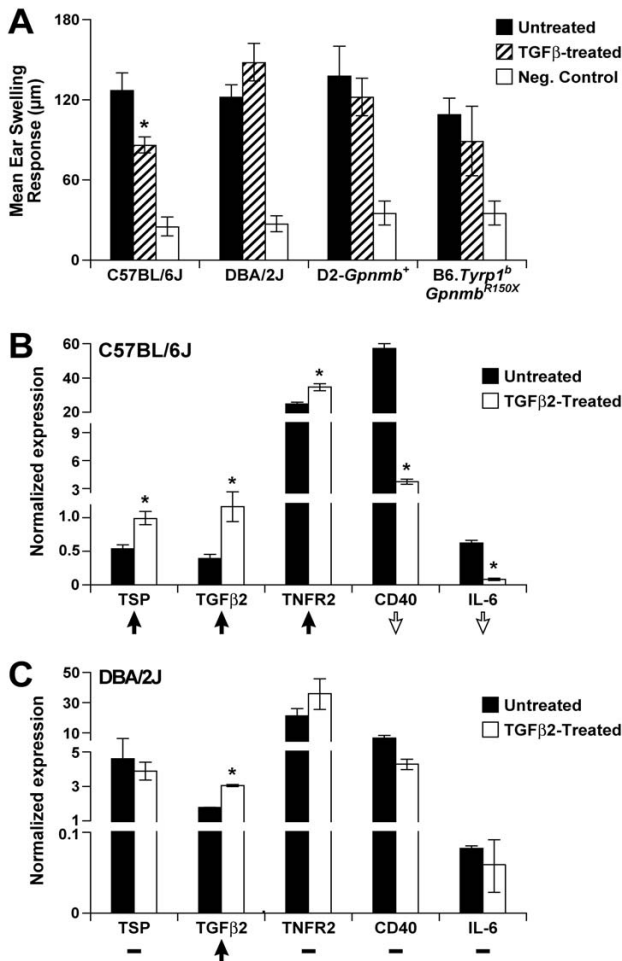 A
Mean Ear Swelling
Response (µm)
180
120
60
0
Untreated
TGFβ-treated
Neg. Control
*
C57BL/6J
DBA/2J
D2-Gpnmb+
B6.Tyrp1b
GpnmbR150X
B
C57BL/6J
Normalized expression
60
40
20
9
6
3
1.0
0.5
0
Untreated
TGFβ2-Treated
*
*
*
*
*
TSP
TGFβ2
TNFR2
CD40
IL-6
C
DBA/2J
Normalized expression
50
30
10
5
3
1
0.1
0
Untreated
TGFβ2-Treated
*
TSP
TGFβ2
TNFR2
CD40
IL-6